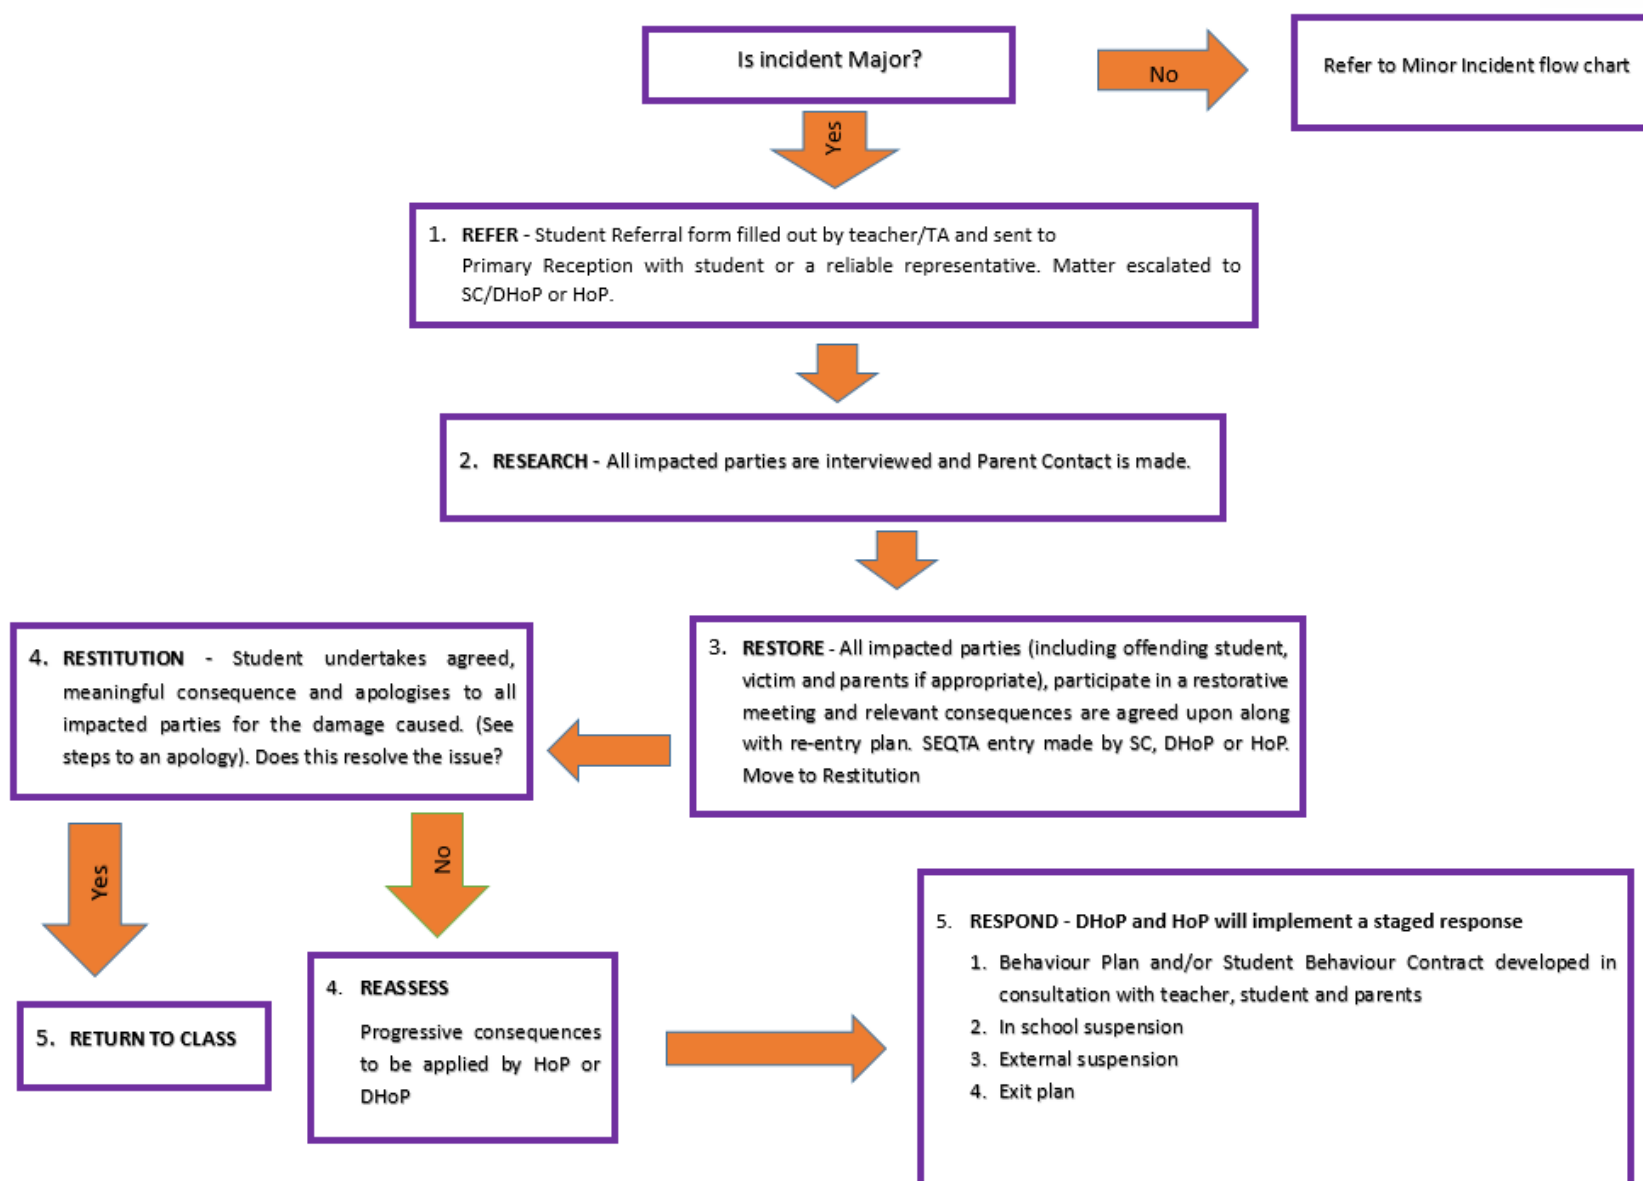 Is incident Major?
No
Refer to Minor Incident flow chart
Yes
1. REFER - Student Referral form filled out by teacher/TA and sent to
Primary Reception with student or a reliable representative. Matter escalated to
SC/DHoP or HoP.
2. RESEARCH - All impacted parties are interviewed and Parent Contact is made.
3. RESTORE - All impacted parties (including offending student,
victim and parents if appropriate), participate in a restorative
meeting and relevant consequences are agreed upon along
with re-entry plan. SEQTA entry made by SC, DHoP or HoP.
Move to Restitution
4. RESTITUTION - Student undertakes agreed,
meaningful consequence and apologises to all
impacted parties for the damage caused. (See
steps to an apology). Does this resolve the issue?
Yes
No
5. RETURN TO CLASS
4. REASSESS
Progressive consequences
to be applied by HoP or
DHoP
5. RESPOND - DHoP and HoP will implement a staged response
1. Behaviour Plan and/or Student Behaviour Contract developed in
consultation with teacher, student and parents
2. In school suspension
3. External suspension
4. Exit plan